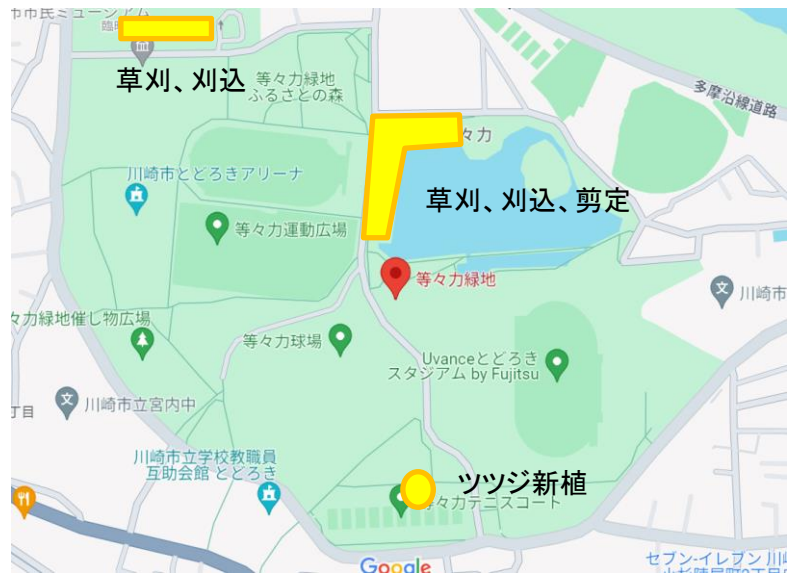 市市民ミュージアム
臨時
草刈、刈込
等々力緑地
ふるさとの森
多摩沿線道路
々力
川崎市とどろきアリーナ
草刈、刈込、剪定
等々力運動広場
等々力緑地
川崎市
々力緑地催し物広場
等々力球場
Uvanceとどろき
スタジアム by Fujitsu
丁目
川崎市立宮内中
川崎市立学校教職員
互助会館 とどろき
ツツジ新植
等々力テニスコート
Google
セブン-イレブン 川崎